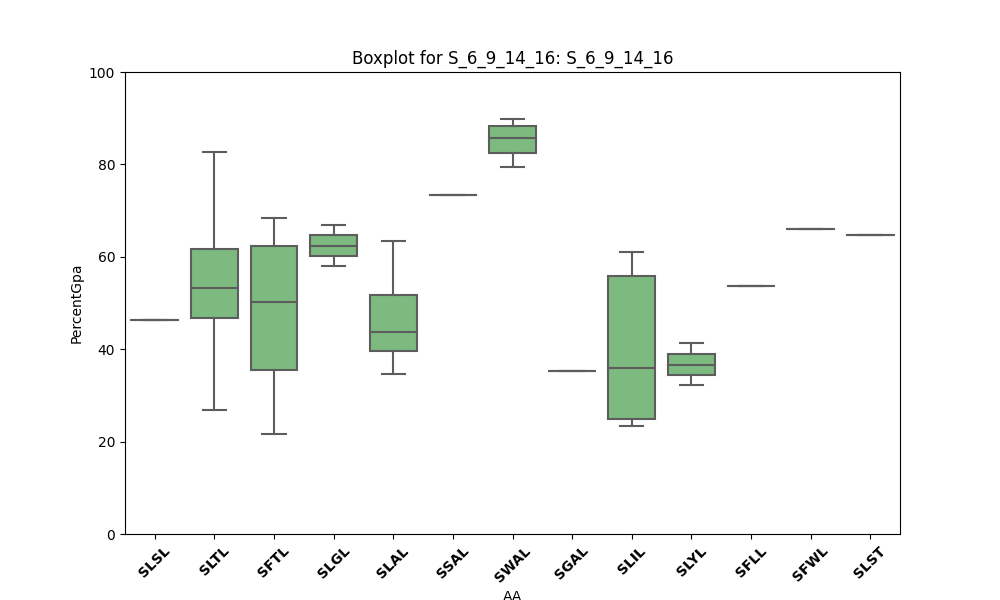 Boxplot for S_6_9_14_16: S_6_9_14_16
100
80
60
40
20
0
PercentGpa
SLSL SLTL SFTL SLGL SLAL SSAL SWAL SGAL SLIL SLYL SFLL SFWL SLST
AA